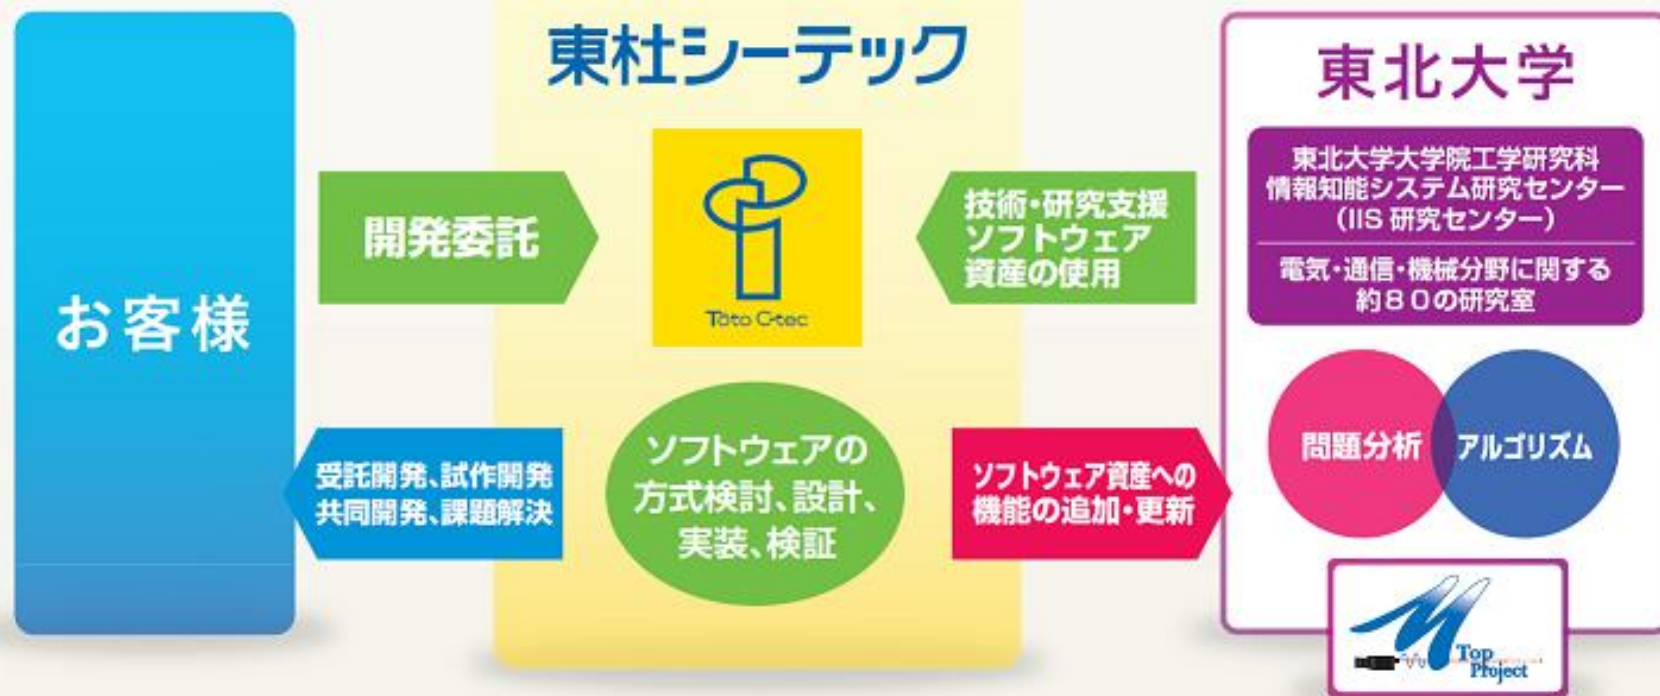 お客様
開発委託
受託開発、試作開発
共同開発、課題解決
東杜シーテック
Tōto C-tec
ソフトウェアの
方式検討、設計、
実装、検証
技術・研究支援
ソフトウェア
資産の使用
ソフトウェア資産への
機能の追加・更新
東北大学
東北大学大学院工学研究科
情報知能システム研究センター
(IIS 研究センター)
電気・通信・機械分野に関する
約80の研究室
問題分析
アルゴリズム
M
Top
Project